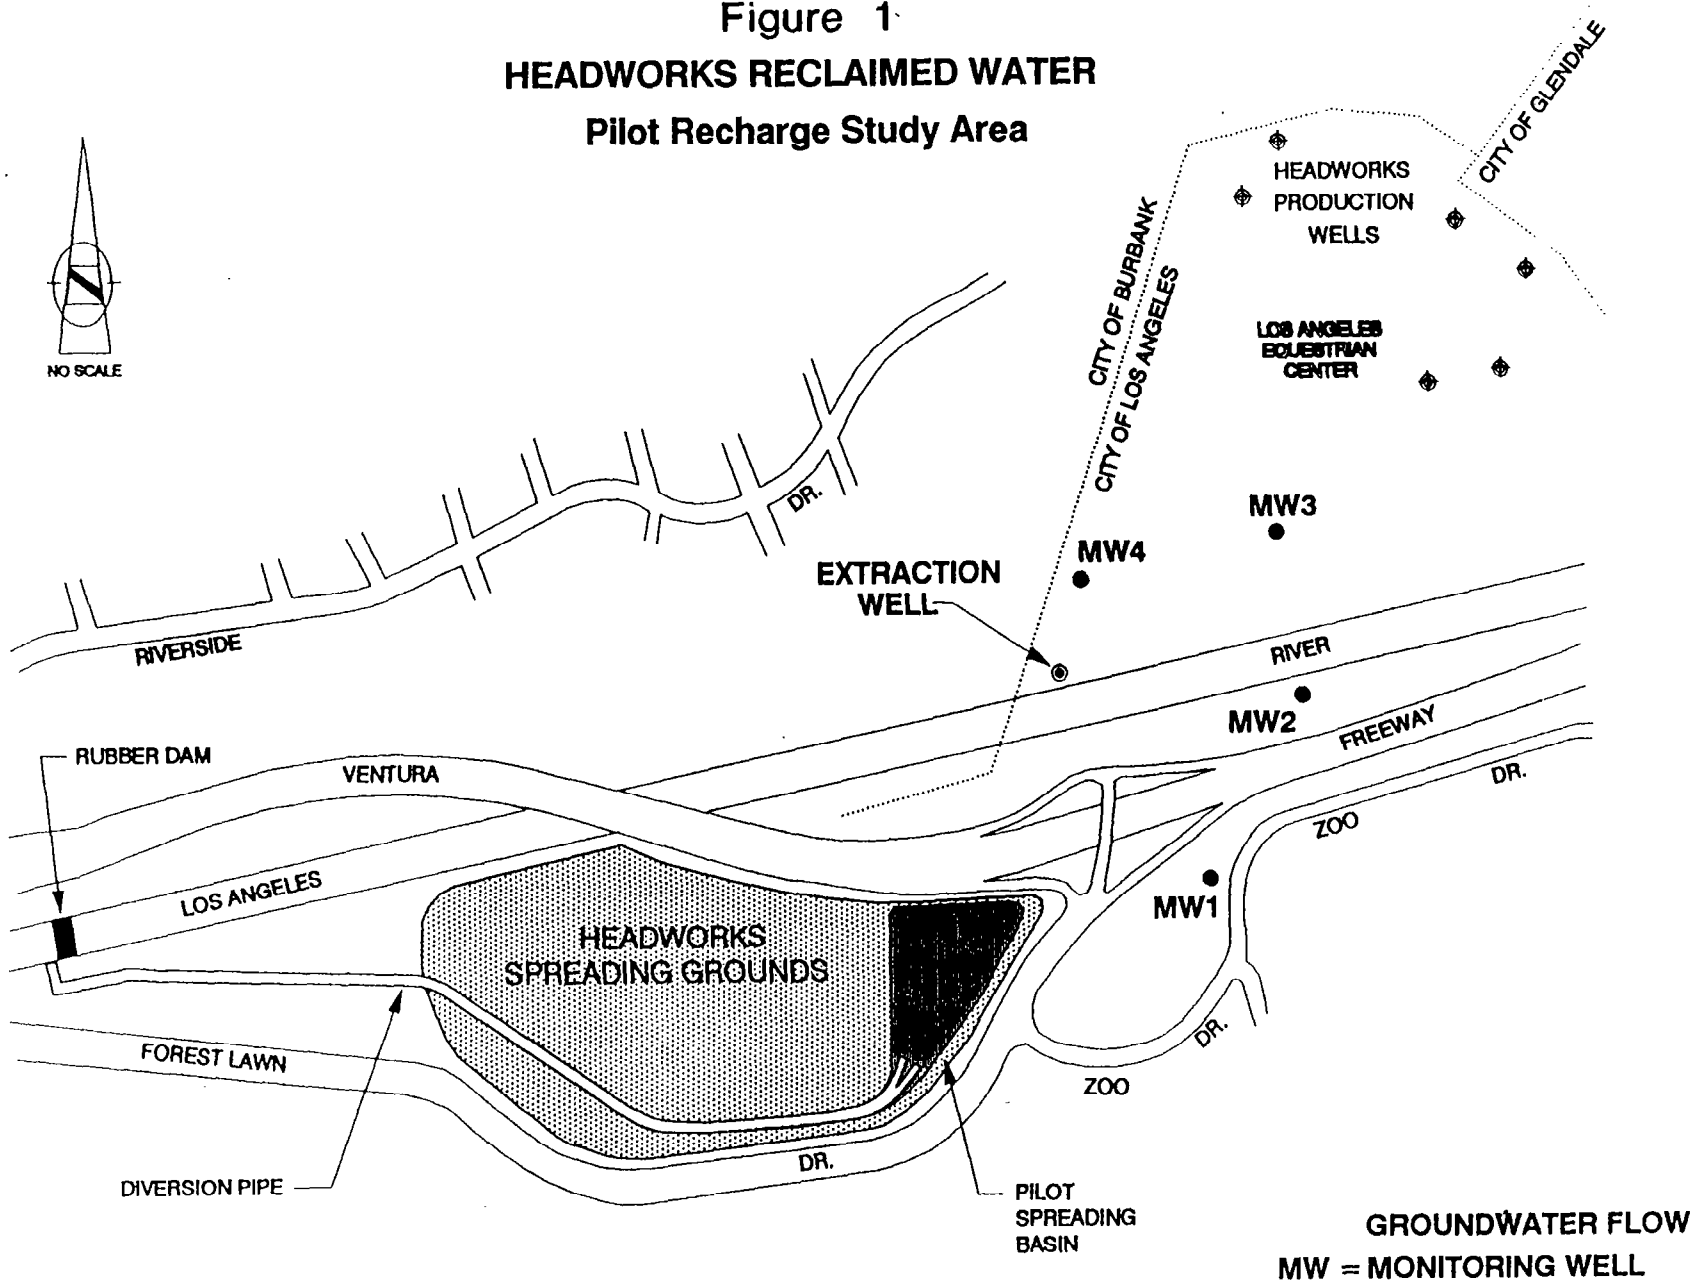 Figure 1
HEADWORKS RECLAIMED WATER
Pilot Recharge Study Area
CITY OF GLENDALE
HEADWORKS
PRODUCTION
WELLS
CITY OF BURBANK
CITY OF LOS ANGELES
N
NO SCALE
LOS ANGELES
EQUESTRIAN
CENTER
DR.
MW3
MW4
EXTRACTION
WELL
RIVERSIDE
RIVER
MW2
FREEWAY
RUBBER DAM
VENTURA
DR.
ZOO
LOS ANGELES
MW1
HEADWORKS
SPREADING GROUNDS
DR.
FOREST LAWN
ZOO
DR.
DIVERSION PIPE
PILOT
SPREADING
BASIN
GROUNDWATER FLOW
MW = MONITORING WELL